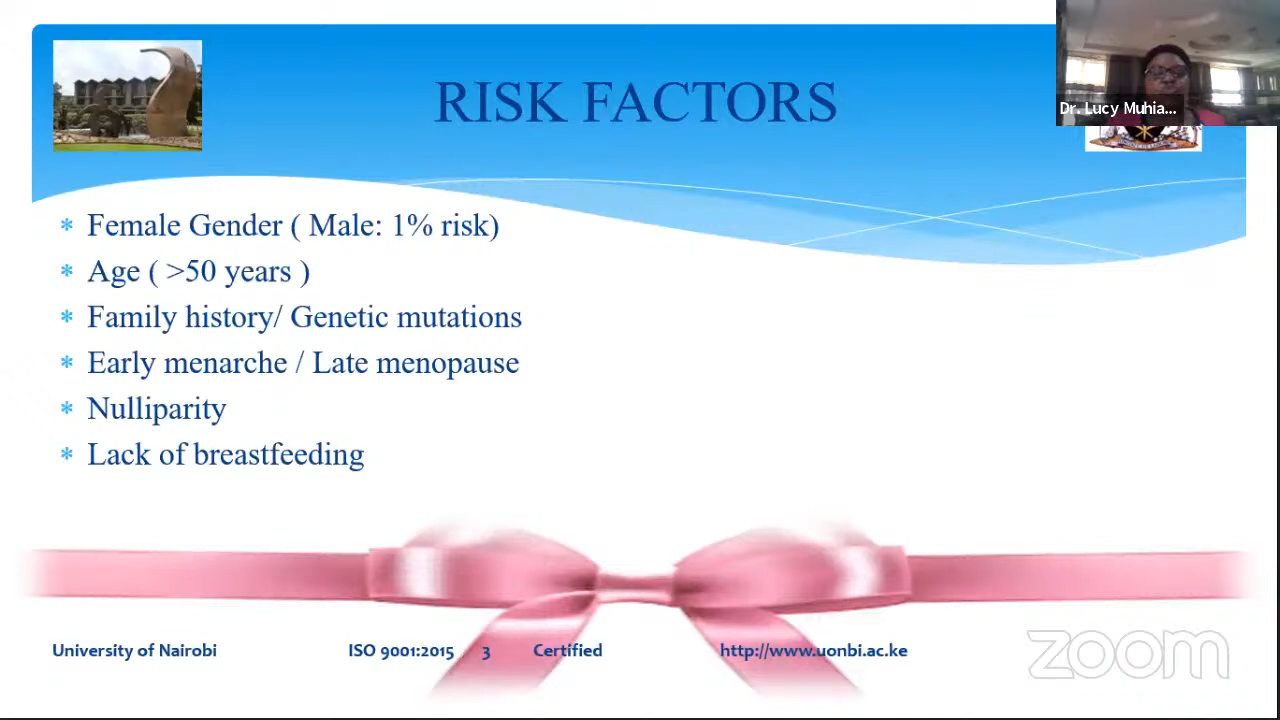 RISK FACTORS
Dr. Lucy Muhia...
* Female Gender ( Male: 1% risk)
* Age ( >50 years )
* Family history/ Genetic mutations
* Early menarche / Late menopause
* Nulliparity
* Lack of breastfeeding
University of Nairobi ISO 9001:2015 3 Certified http://www.uonbi.ac.ke
zoom